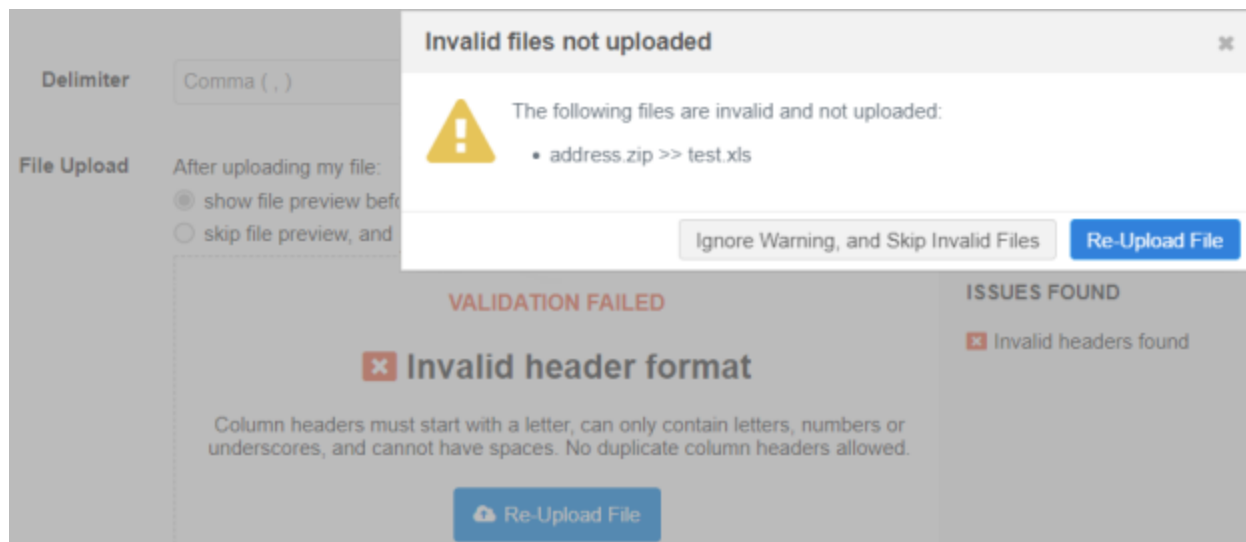 Invalid files not uploaded
Delimiter
Comma ( , )
The following files are invalid and not uploaded:
• address.zip >> test.xls
File Upload
After uploading my file:
show file preview
skip file preview, and
Ignore Warning, and Skip Invalid Files
Re-Upload File
VALIDATION FAILED
Invalid header format
Column headers must start with a letter, can only contain letters, numbers or
underscores, and cannot have spaces. No duplicate column headers allowed.
Re-Upload File
ISSUES FOUND
Invalid headers found